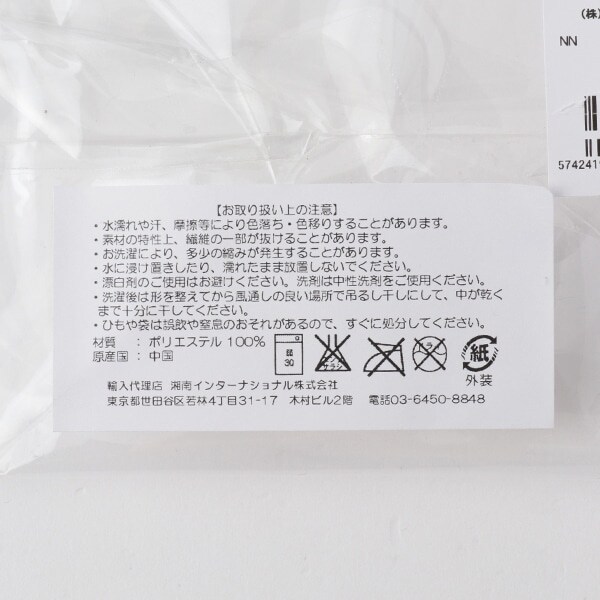 (株)
NN
5742419
【お取り扱い上の注意】
・水濡れや汗、摩擦等により色落ち・色移りすることがあります。
・素材の特性上、繊維の一部が抜けることがあります。
・お洗濯により、多少の縮みが発生することがあります。
・水に浸け置きしたり、濡れたまま放置しないでください。
・漂白剤のご使用はお避けください。洗剤は中性洗剤をご使用ください。
・洗濯後は形を整えてから風通しの良い場所で吊るし干しにして、中が乾く
まで十分に干してください。
・ひもや袋は誤飲や窒息のおそれがあるので、すぐに処分してください。
材質 : ポリエステル 100%
原産国 : 中国
弱
30
エンソ
サラシ
ドライ
紙
外装
輸入代理店 湘南インターナショナル株式会社
東京都世田谷区若林4丁目31-17 木村ビル2階 電話03-6450-8848